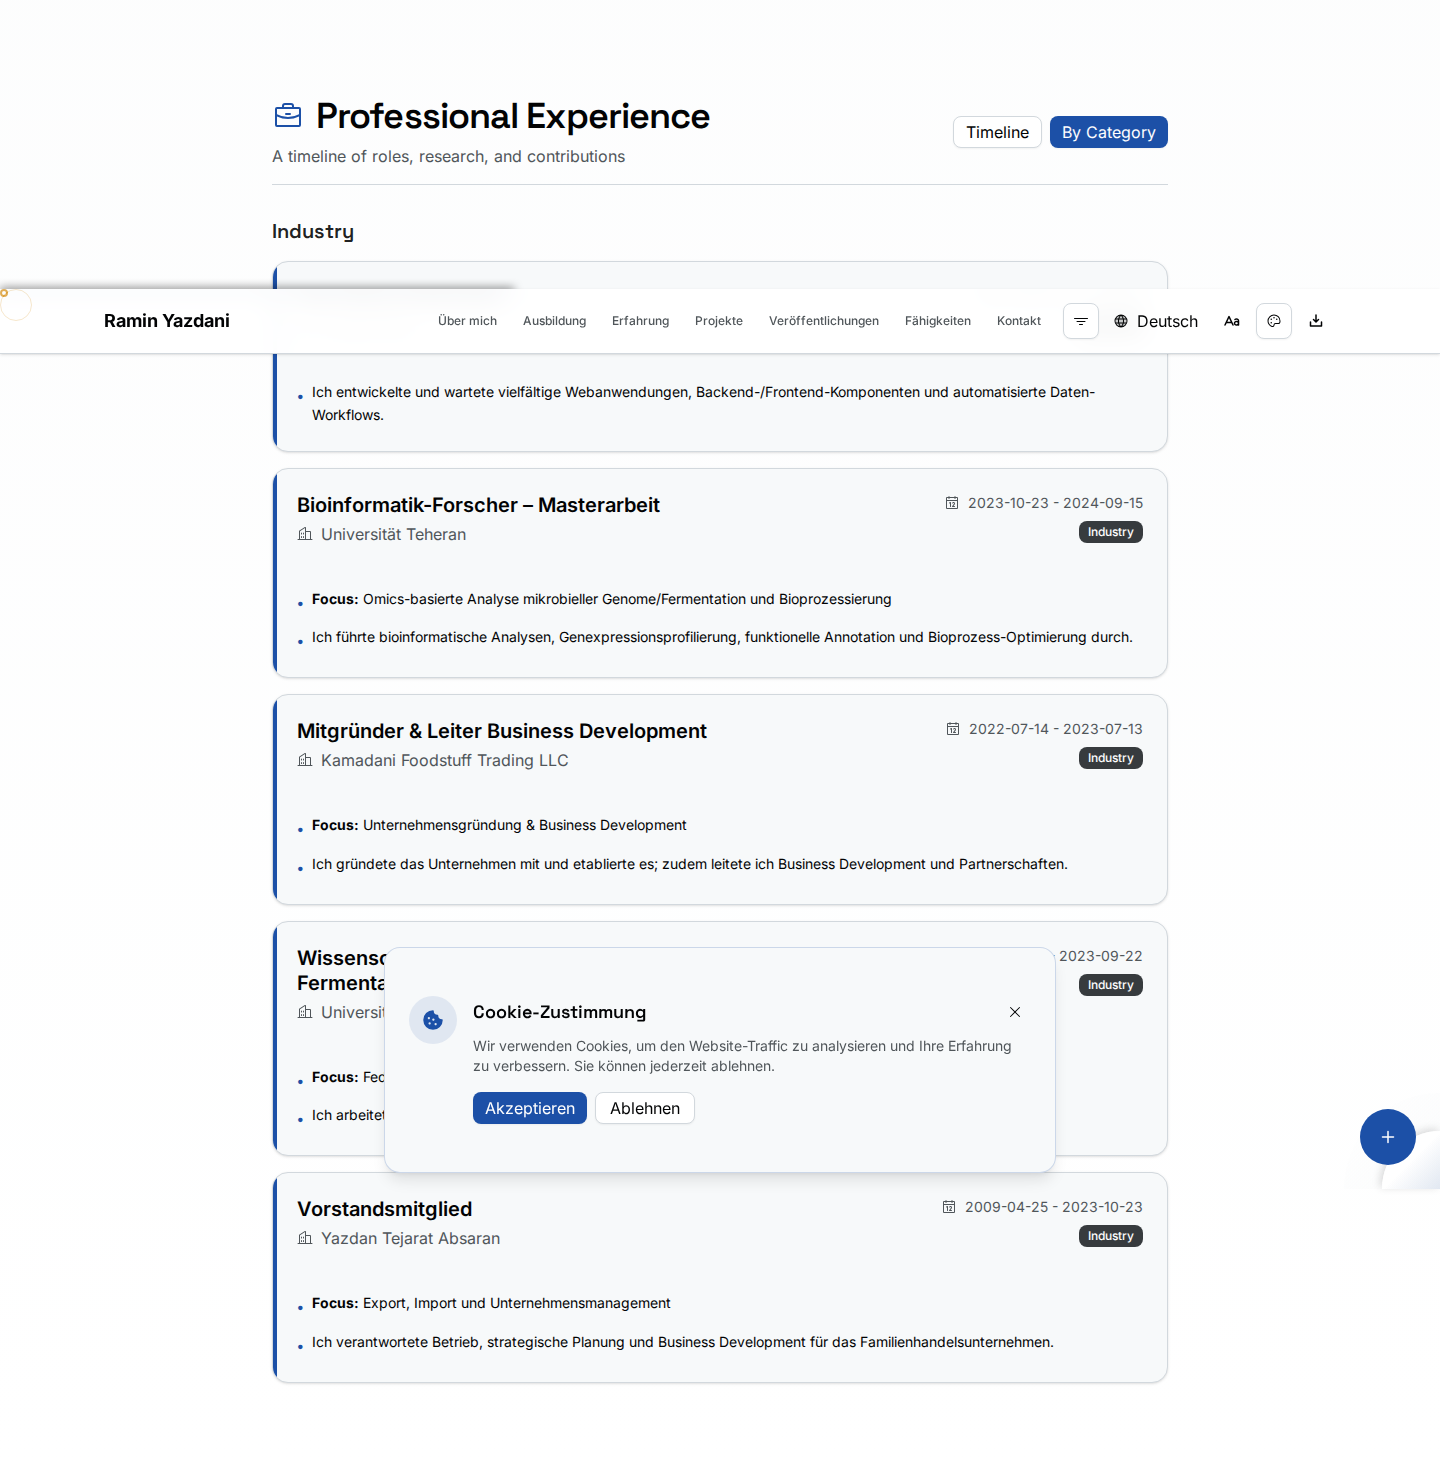 Professional Experience
A timeline of roles, research, and contributions
Timeline
By Category
Industry
Ramin Yazdani
Über mich
Ausbildung
Erfahrung
Projekte
Veröffentlichungen
Fähigkeiten
Kontakt
Deutsch
Aa
• Ich entwickelte und wartete vielfältige Webanwendungen, Backend-/Frontend-Komponenten und automatisierte Daten-
Workflows.
Bioinformatik-Forscher – Masterarbeit
2023-10-23 - 2024-09-15
Universität Teheran
Industry
• Focus: Omics-basierte Analyse mikrobieller Genome/Fermentation und Bioprozessierung
• Ich führte bioinformatische Analysen, Genexpressionsprofilierung, funktionelle Annotation und Bioprozess-Optimierung durch.
Mitgründer & Leiter Business Development
2022-07-14 - 2023-07-13
Kamadani Foodstuff Trading LLC
Industry
• Focus: Unternehmensgründung & Business Development
• Ich gründete das Unternehmen mit und etablierte es; zudem leitete ich Business Development und Partnerschaften.
2023-09-22
Industry
• Focus:
• Ich
Cookie-Zustimmung
Wir verwenden Cookies, um den Website-Traffic zu analysieren und Ihre Erfahrung
zu verbessern. Sie können jederzeit ablehnen.
Akzeptieren
Ablehnen
Vorstandsmitglied
2009-04-25 - 2023-10-23
Yazdan Tejarat Absaran
Industry
• Focus: Export, Import und Unternehmensmanagement
• Ich verantwortete Betrieb, strategische Planung und Business Development für das Familienhandelsunternehmen.